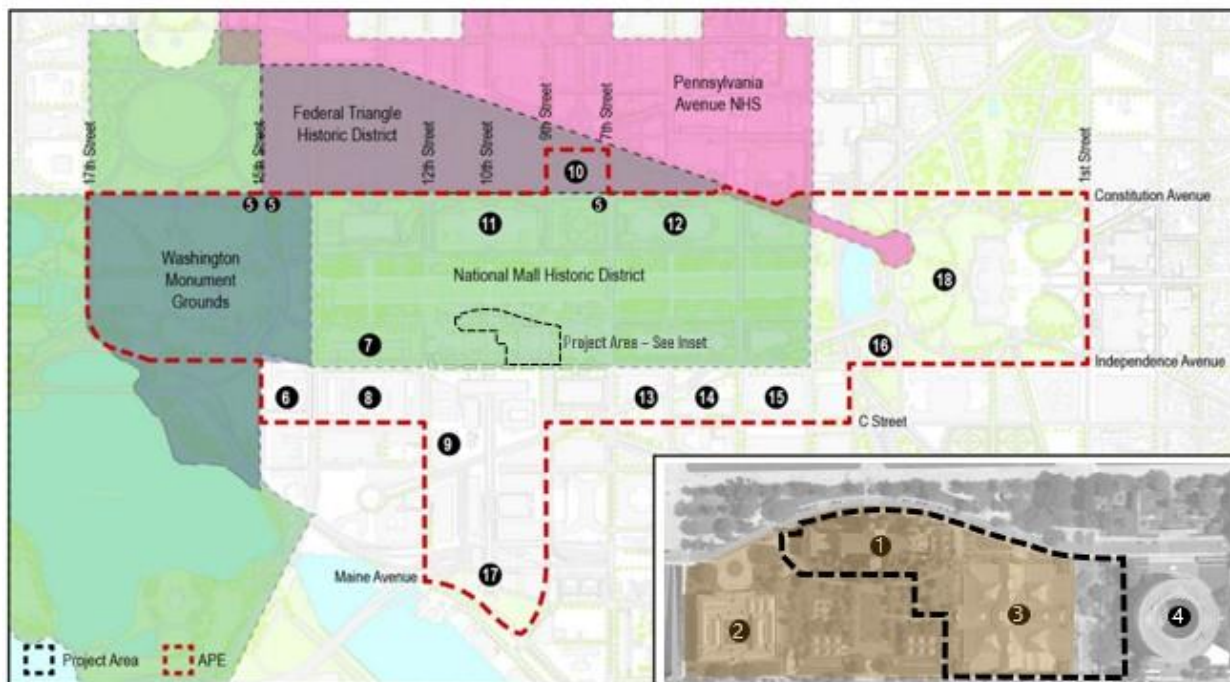 Pennsylvania
Avenue NHS
Federal Triangle
Historic District
17th Street
15th Street
12th Street
10th Street
9th Street
7th Street
1st Street
10
Constitution Avenue
5 5
5
11
12
Washington
Monument
Grounds
National Mall Historic District
18
7
Project Area – See Inset
16
Independence Avenue
6
8
13
14
15
C Street
9
Maine Avenue
17
1
2
3
4
Project Area
APE